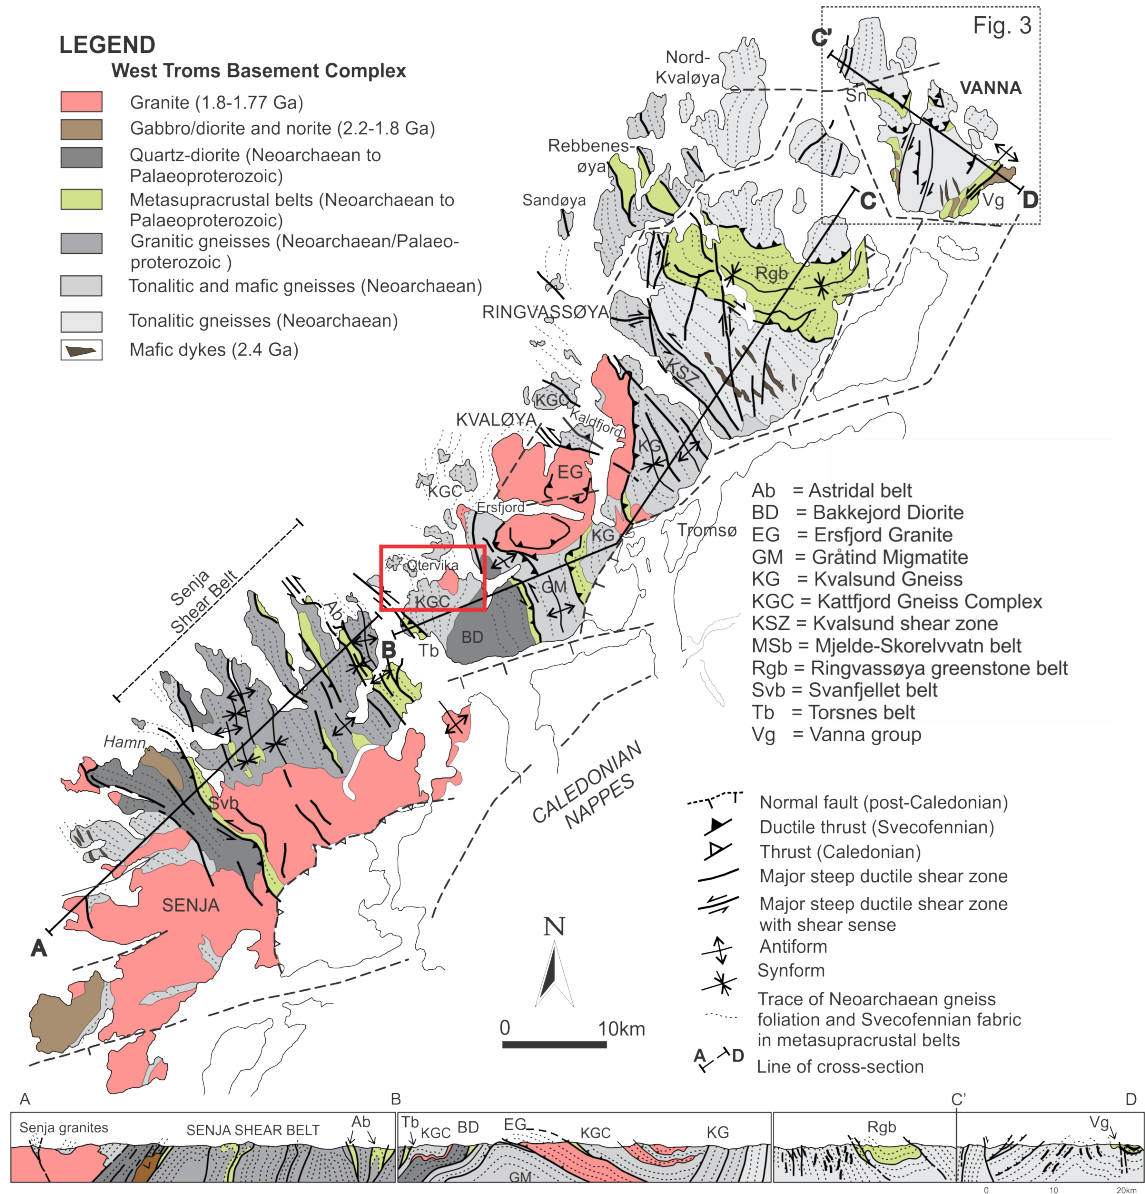 LEGEND
West Troms Basement Complex
Granite (1.8-1.77 Ga)
Gabbro/diorite and norite (2.2-1.8 Ga)
Quartz-diorite (Neoarchaean to
Palaeoproterozoic)
Metasupracrustal belts (Neoarchaean to
Palaeoproterozoic)
Granitic gneisses (Neoarchaean/Palaeo-
proterozoic )
Tonalitic and mafic gneisses (Neoarchaean)
Tonalitic gneisses (Neoarchaean)
Mafic dykes (2.4 Ga)
Fig. 3
C'
Nord-
Kvaløya
VANNA
Sn
Rebbenes-
øya
Sandøya
C
Vg
D
Rgb
RINGVASSØYA
KSZ
KGC
KVALØYA
Kaldfjord
KG
EG
KGC
Ersfjord
Tromsø
KG
Otervika
GM
KGC
BD
Tb
Senja
Shear Belt
Ab
B
Hamn
Svb
SENJA
A
CALEDONIAN
NAPPES
Ab = Astridal belt
BD = Bakkejord Diorite
EG = Ersfjord Granite
GM = Gråtind Migmatite
KG = Kvalsund Gneiss
KGC = Kattfjord Gneiss Complex
KSZ = Kvalsund shear zone
MSb = Mjelde-Skorelvvatn belt
Rgb = Ringvassøya greenstone belt
Svb = Svanfjellet belt
Tb = Torsnes belt
Vg = Vanna group
Normal fault (post-Caledonian)
Ductile thrust (Svecofennian)
Thrust (Caledonian)
Major steep ductile shear zone
Major steep ductile shear zone
with shear sense
Antiform
Synform
Trace of Neoarchaean gneiss
foliation and Svecofennian fabric
in metasupracrustal belts
A D Line of cross-section
N
0 10km
A B C' D
Senja granites SENJA SHEAR BELT Ab Tb KGC BD EG KGC KG Rgb Vg
GM
0 10 20km